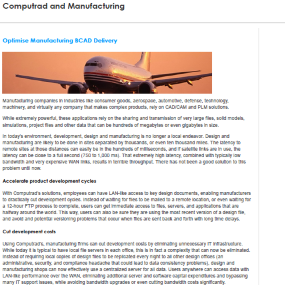 Computrad and Manufacturing
Optimise Manufacturing BCAD Delivery
Manufacturing companies in industries like consumer goods, aerospace, automotive, defense, technology,
machinery, and virtually any company that makes complex products, rely on CAD/CAM and PLM solutions.
While extremely powerful, these applications rely on the sharing and transmission of very large files, solid models,
simulations, project files and other data that can be hundreds of megabytes or even gigabytes in size.
In today's environment, development, design and manufacturing is no longer a local endeavor. Design and
manufacturing are likely to be done in sites separated by thousands, or even ten thousand miles. The latency to
remote sites at those distances can easily be in the hundreds of milliseconds, and if satellite links are in use, the
latency can be close to a full second (750 to 1,800 ms). That extremely high latency, combined with typically low
bandwidth and very expensive WAN links, results in terrible throughput. There has not been a good solution to this
problem until now.
Accelerate product development cycles
With Computrad's solutions, employees can have LAN-like access to key design documents, enabling manufacturers
to drastically cut development cycles. Instead of waiting for files to be mailed to a remote location, or even waiting for
a 12-hour FTP process to complete, users can get immediate access to files, servers, and applications that are
halfway around the world. This way, users can also be sure they are using the most recent version of a design file,
and avoid any potential versioning problems that occur when files are sent back and forth with long time delays.
Cut development costs
Using Computrad's, manufacturing firms can cut development costs by eliminating unnecessary IT infrastructure.
While today it is typical to have local file servers in each office, this is in fact a complexity that can now be eliminated.
Instead of requiring local copies of design files to be replicated every night to all other design offices (an
administrative, security, and compliance headache that could lead to data consistency problems), design and
manufacturing shops can now effectively use a centralized server for all data. Users anywhere can access data with
LAN-like performance over the WAN, eliminating additional server and software capital expenditures and bypassing
many IT support issues, while avoiding bandwidth upgrades or even cutting bandwidth costs significantly.